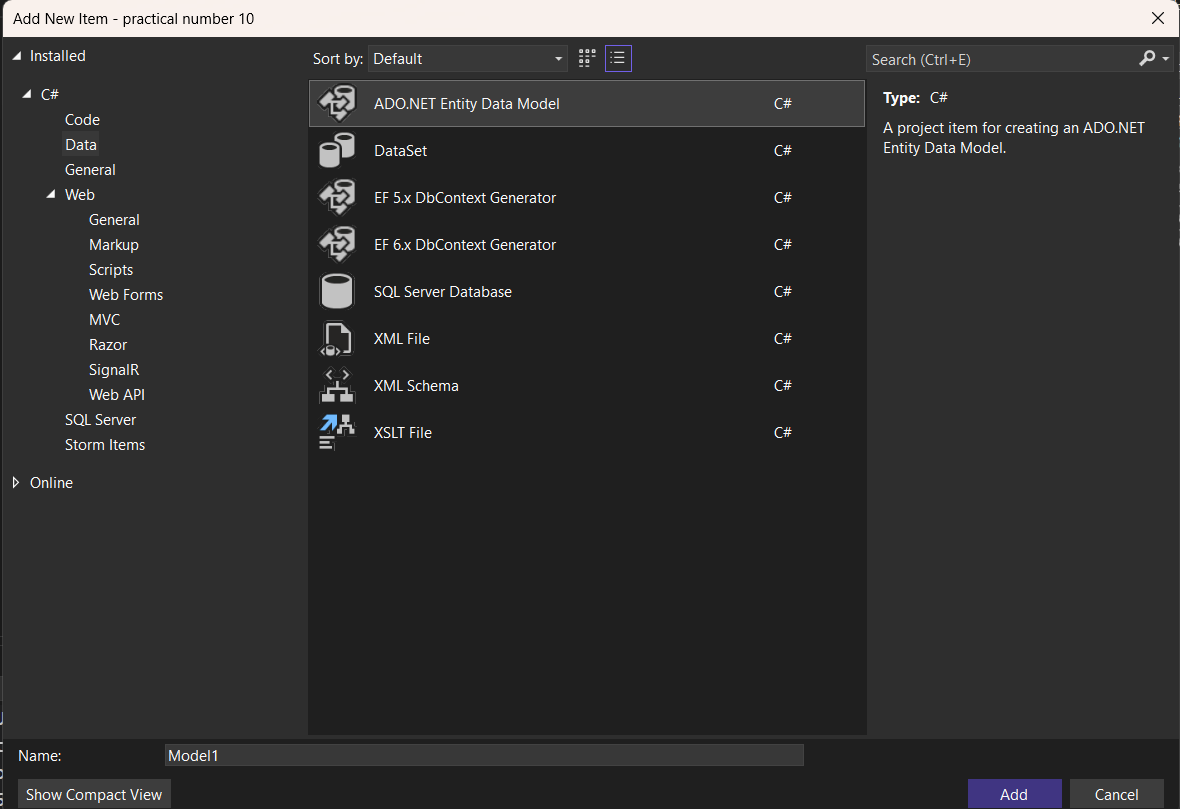 Add New Item - practical number 10
Installed
Sort by: Default
Search (Ctrl+E)
C#
Code
Data
General
Web
General
Markup
Scripts
Web Forms
MVC
Razor
SignalR
Web API
SQL Server
Storm Items
Online
ADO.NET Entity Data Model C#
DataSet C#
EF 5.x DbContext Generator C#
EF 6.x DbContext Generator C#
SQL Server Database C#
XML File C#
XML Schema C#
XSLT File C#
Type: C#
A project item for creating an ADO.NET
Entity Data Model.
Name: Model1
Show Compact View
Add
Cancel